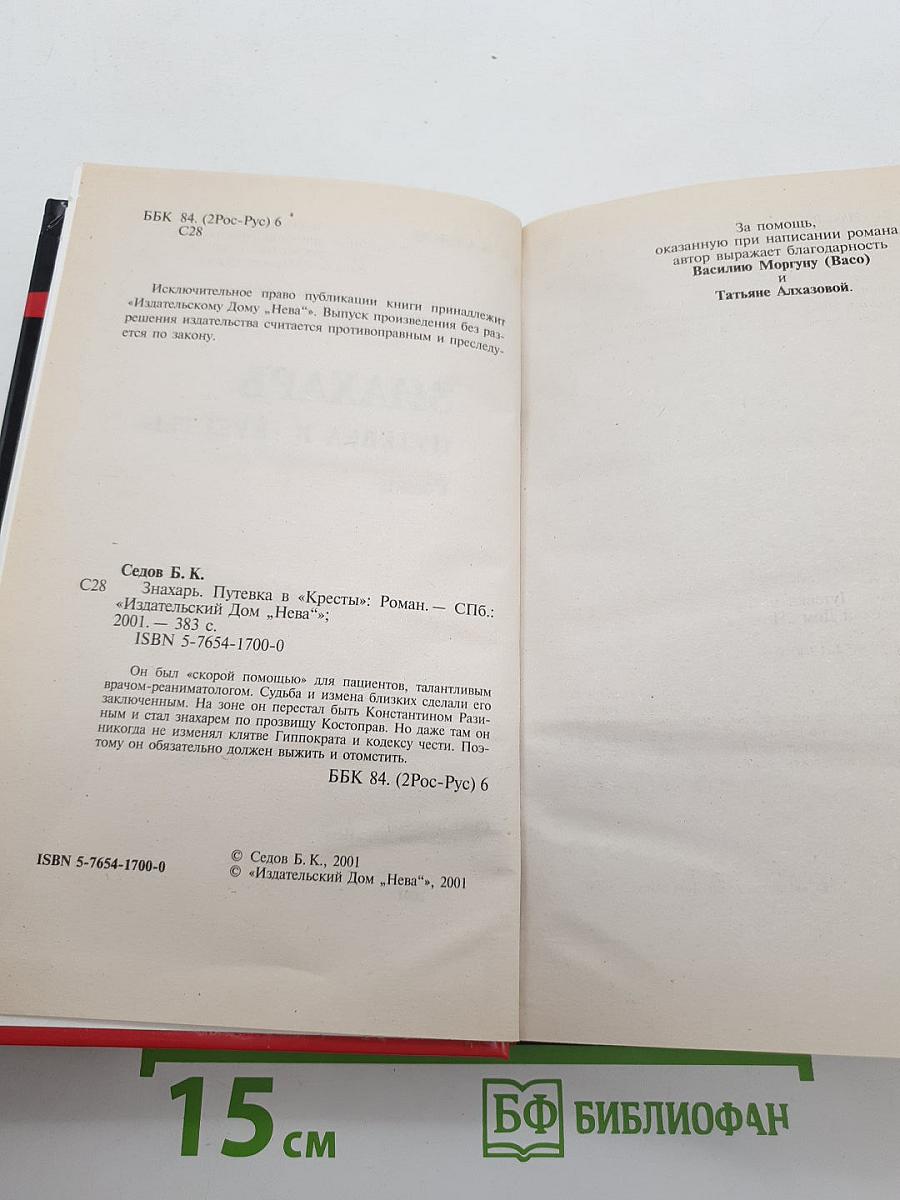 ББК 84. (2Рос-Рус) 6
С28
Исключительное право публикации книги принадлежит
«Издательскому Дому „Нева“». Выпуск произведения без раз-
решения издательства считается противоправным и преследу-
ется по закону.
Седов Б. К.
С28 Знахарь. Путевка в «Кресты»: Роман. — СПб.:
«Издательский Дом „Нева“»;
2001. — 383 с.
ISBN 5-7654-1700-0
Он был «скорой помощью» для пациентов, талантливым
врачом-реаниматологом. Судьба и измена близких сделали его
заключенным. На зоне он перестал быть Константином Рази-
ным и стал знахарем по прозвищу Костоправ. Но даже там он
никогда не изменял клятве Гиппократа и кодексу чести. Поэ-
тому он обязательно должен выжить и отомстить.
ББК 84. (2Рос-Рус) 6
ISBN 5-7654-1700-0
© Седов Б. К., 2001
© «Издательский Дом „Нева“», 2001
За помощь,
оказанную при написании романа
автор выражает благодарность
Василию Моргуну (Васо)
и
Татьяне Алхазовой.
15 см
БФ БИБЛИОФАН